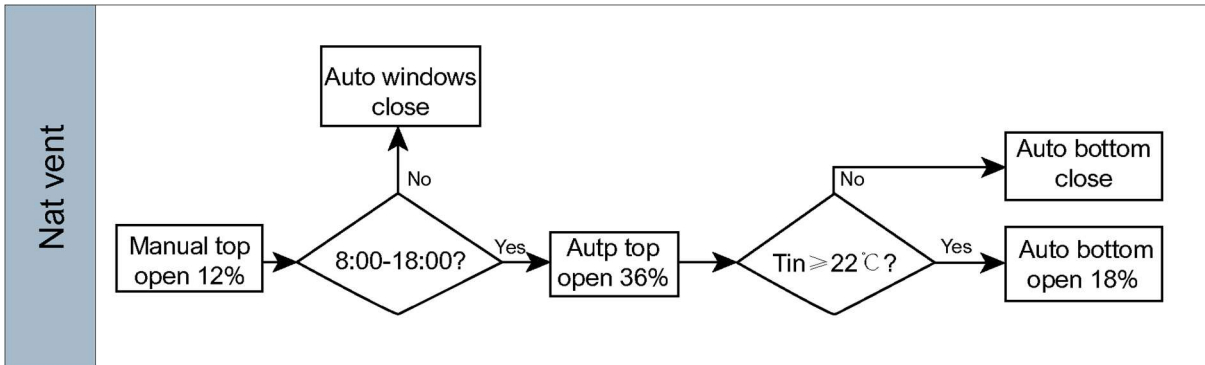 Nat vent
Auto windows
close
No
Manual top
open 12%
8:00-18:00?
Yes
Autp top
open 36%
Tin≥22℃?
No
Auto bottom
close
Yes
Auto bottom
open 18%